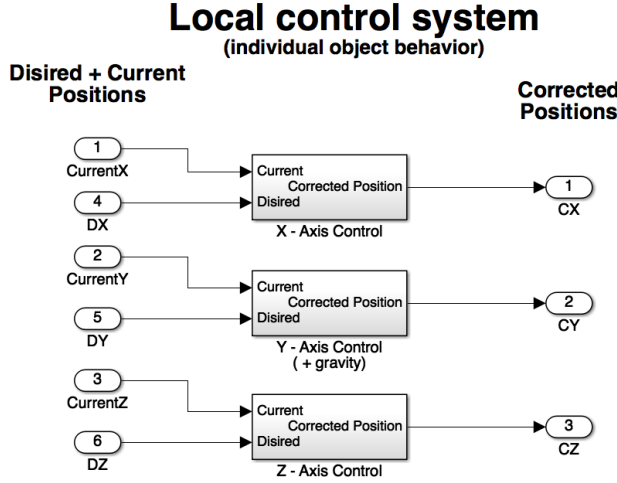 Local control system
(individual object behavior)
Disired + Current
Positions
Corrected
Positions
1
CurrentX
4
DX
Current
Corrected Position
Disired
X - Axis Control
1
CX
2
CurrentY
5
DY
Current
Corrected Position
Disired
Y - Axis Control
( + gravity)
2
CY
3
CurrentZ
6
DZ
Current
Corrected Position
Disired
Z - Axis Control
3
CZ